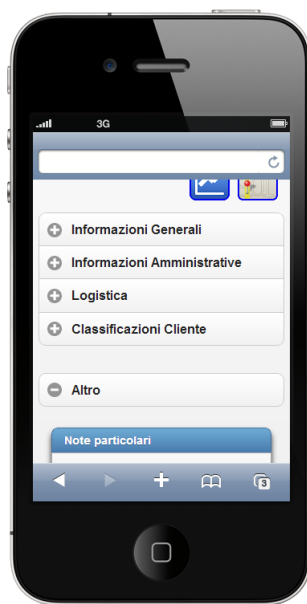 3G
Informazioni Generali
Informazioni Amministrative
Logistica
Classificazioni Cliente
Altro
Note particolari
3